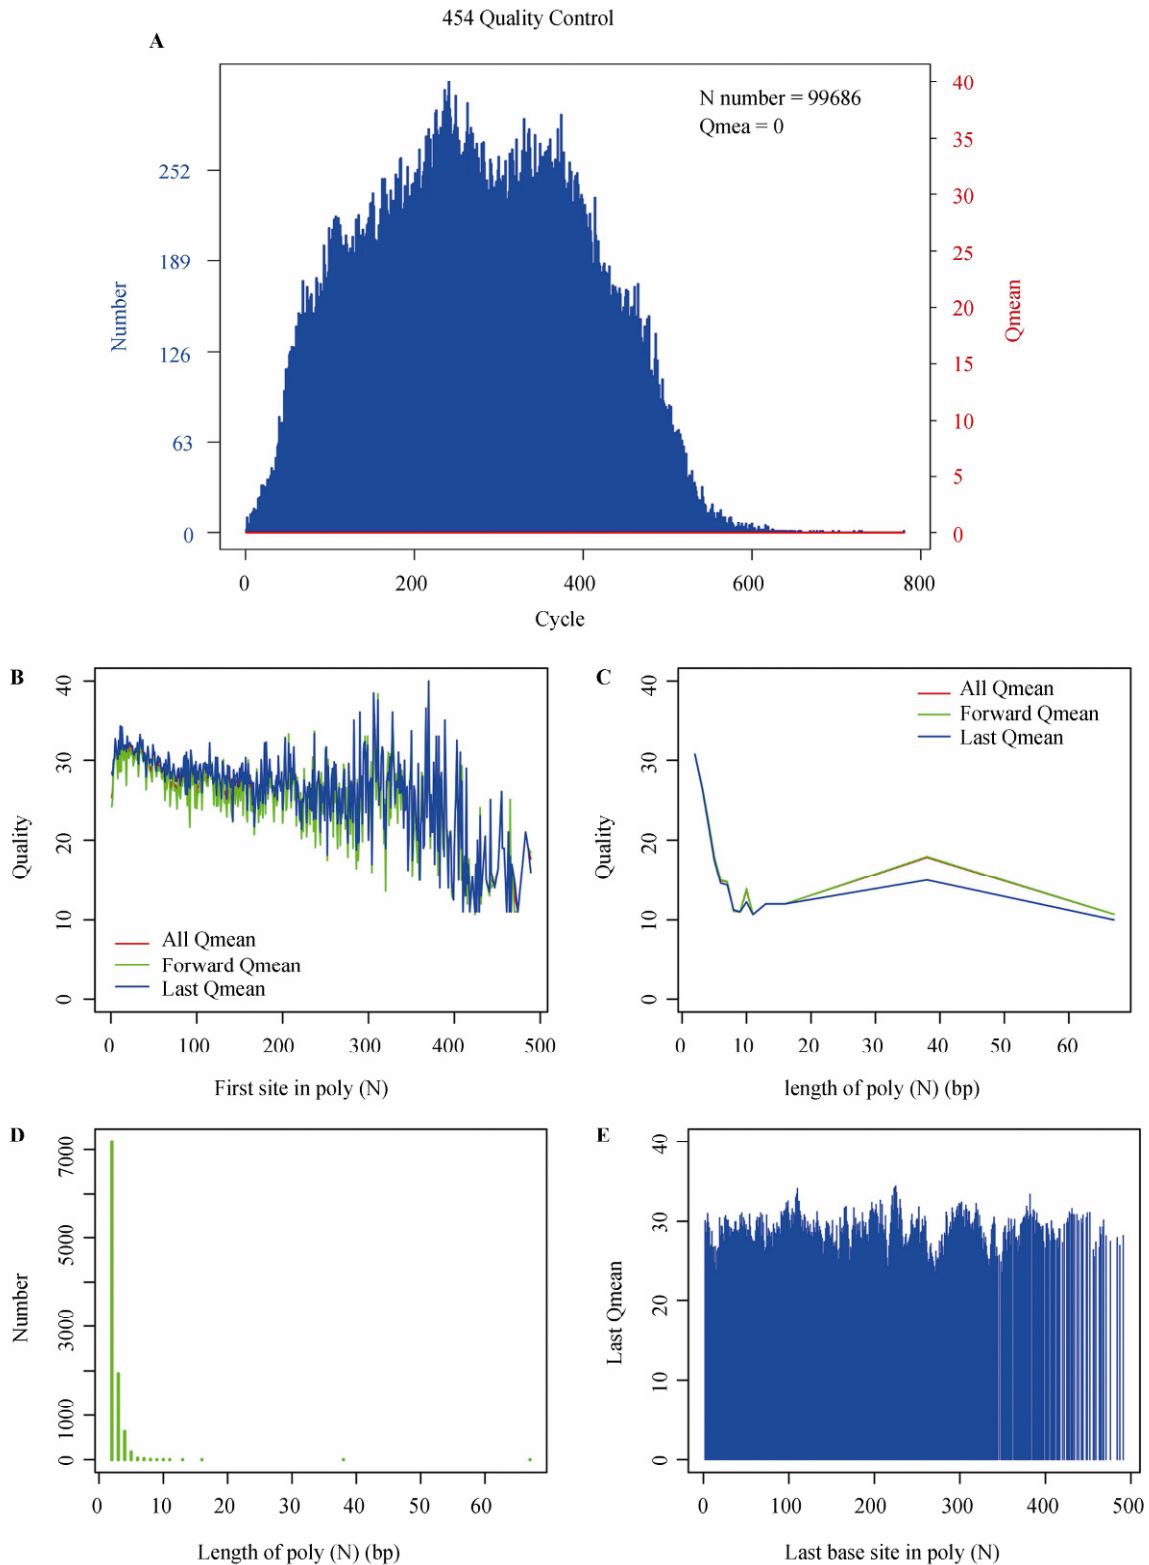 454 Quality Control
A
N number = 99686
Qmea = 0
252
189
126
63
0
Number
40
35
30
25
20
15
10
5
0
Qmean
0 200 400 600 800
Cycle
B
40
30
20
10
0
Quality
All Qmean
Forward Qmean
Last Qmean
0 100 200 300 400 500
First site in poly (N)
C
40
30
20
10
0
Quality
All Qmean
Forward Qmean
Last Qmean
0 10 20 30 40 50 60
length of poly (N) (bp)
D
7000
5000
3000
1000
0
Number
0 10 20 30 40 50 60
Length of poly (N) (bp)
E
40
30
20
10
0
Last Qmean
0 100 200 300 400 500
Last base site in poly (N)